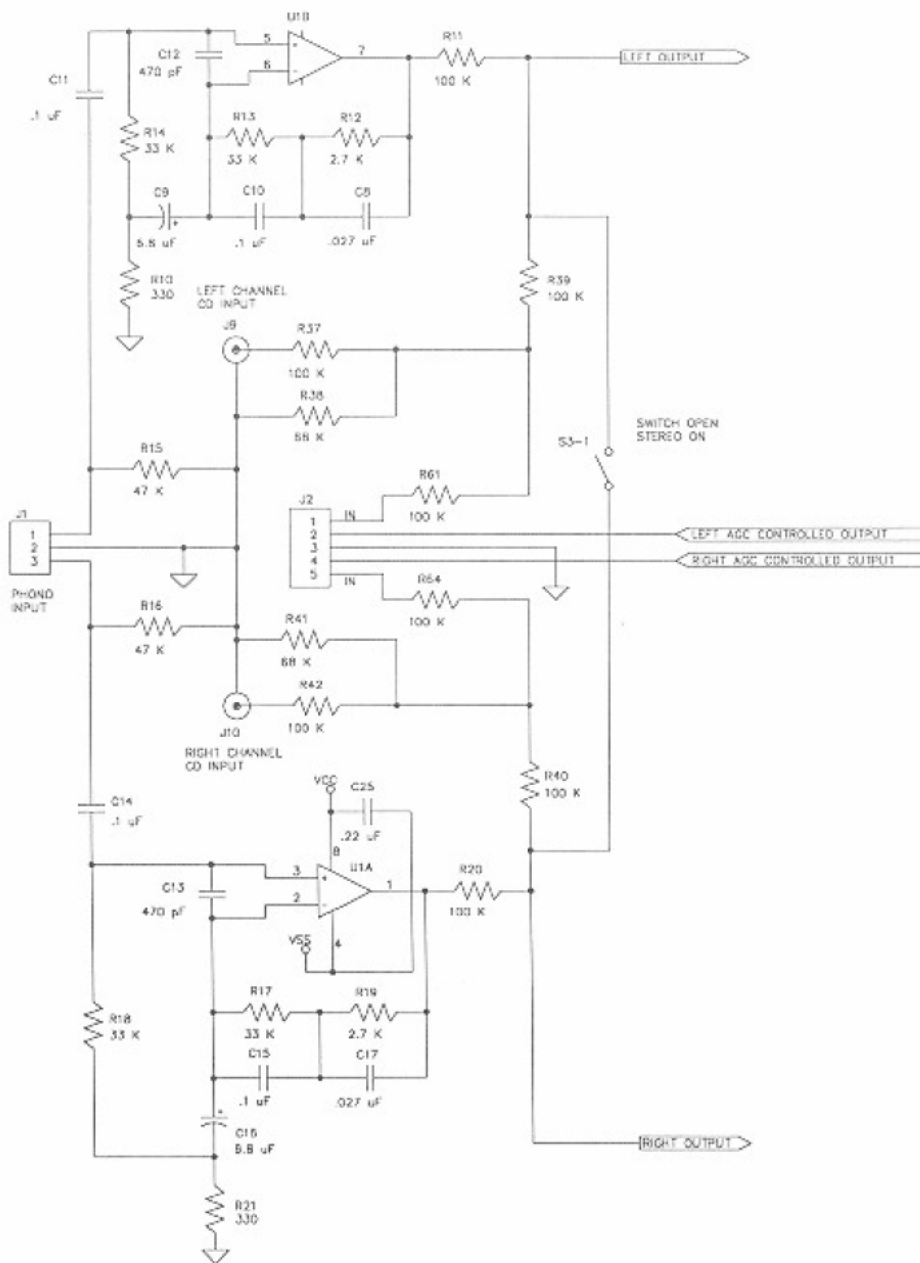 U1B
5
6
7
+
-
C12
470 pF
C11
.1 uF
R11
100 K
LEFT OUTPUT
R14
33 K
R13
33 K
R12
2.7 K
C9
6.8 uF
+
C10
.1 uF
C8
.027 uF
R10
330
LEFT CHANNEL
CD INPUT
J9
R37
100 K
R38
68 K
R39
100 K
SWITCH OPEN
STEREO ON
S3-1
R15
47 K
R61
100 K
J1
1
2
3
PHONO
INPUT
J2
1
2
3
4
5
IN
IN
LEFT AGC CONTROLLED OUTPUT
RIGHT AGC CONTROLLED OUTPUT
R64
100 K
R16
47 K
R41
68 K
R42
100 K
J10
RIGHT CHANNEL
CD INPUT
R40
100 K
C14
.1 uF
VCC
C25
.22 uF
8
U1A
3
2
1
+
-
4
VSS
C13
470 pF
R20
100 K
R18
33 K
R17
33 K
R19
2.7 K
C15
.1 uF
C17
.027 uF
+
C16
6.8 uF
RIGHT OUTPUT
R21
330